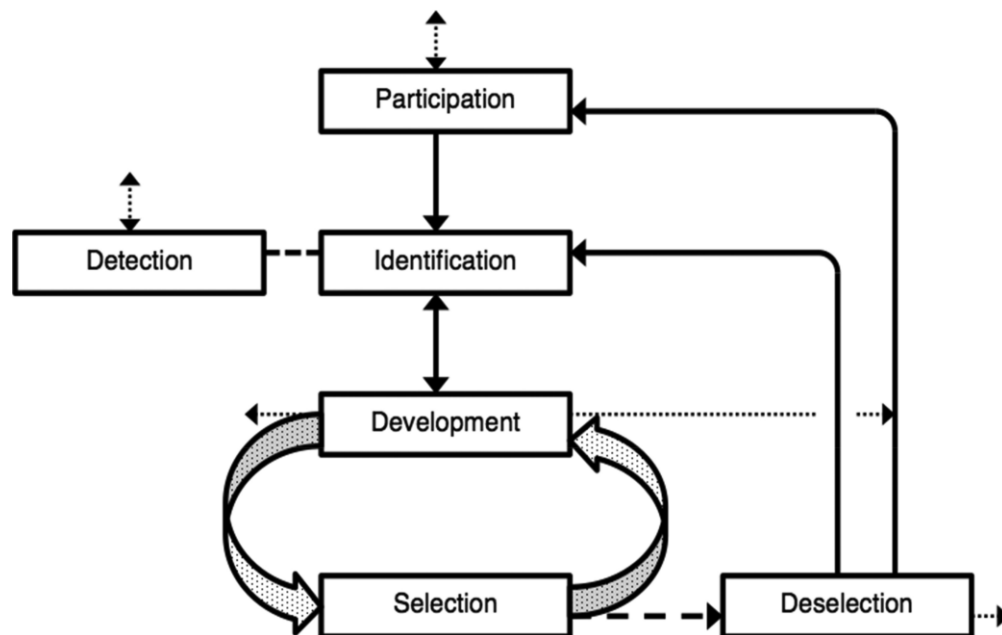 Participation
Detection
Identification
Development
Selection
Deselection